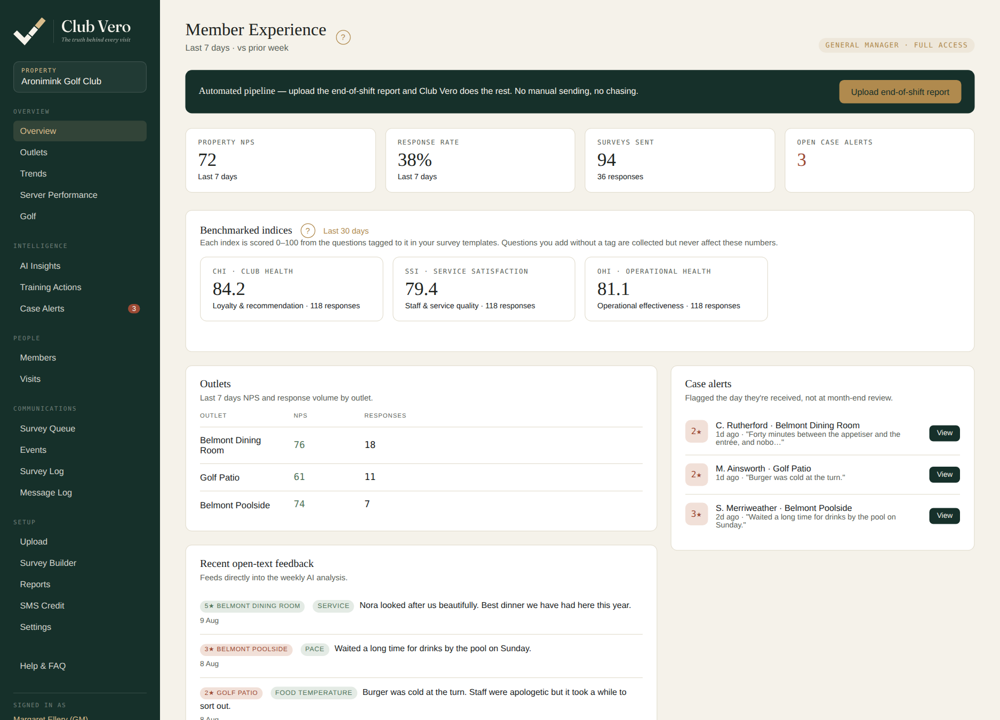 Club Vero
The truth behind every visit
PROPERTY
Aronimink Golf Club
OVERVIEW
Overview
Outlets
Trends
Server Performance
Golf
INTELLIGENCE
AI Insights
Training Actions
Case Alerts 3
PEOPLE
Members
Visits
COMMUNICATIONS
Survey Queue
Events
Survey Log
Message Log
SETUP
Upload
Survey Builder
Reports
SMS Credit
Settings
Help & FAQ
SIGNED IN AS
Margaret Ellery (GM)
Member Experience ?
Last 7 days · vs prior week
GENERAL MANAGER · FULL ACCESS
Automated pipeline — upload the end-of-shift report and Club Vero does the rest. No manual sending, no chasing.
Upload end-of-shift report
PROPERTY NPS
72
Last 7 days
RESPONSE RATE
38%
Last 7 days
SURVEYS SENT
94
36 responses
OPEN CASE ALERTS
3
Benchmarked indices ? Last 30 days
Each index is scored 0–100 from the questions tagged to it in your survey templates. Questions you add without a tag are collected but never affect these numbers.
CHI · CLUB HEALTH
84.2
Loyalty & recommendation · 118 responses
SSI · SERVICE SATISFACTION
79.4
Staff & service quality · 118 responses
OHI · OPERATIONAL HEALTH
81.1
Operational effectiveness · 118 responses
Outlets
Last 7 days NPS and response volume by outlet.
OUTLET NPS RESPONSES
Belmont Dining
Room
76 18
Golf Patio 61 11
Belmont Poolside 74 7
Case alerts
Flagged the day they're received, not at month-end review.
2★
C. Rutherford · Belmont Dining Room
1d ago · "Forty minutes between the appetiser and the
entrée, and nobo…"
View
2★
M. Ainsworth · Golf Patio
1d ago · "Burger was cold at the turn."
View
3★
S. Merriweather · Belmont Poolside
2d ago · "Waited a long time for drinks by the pool on
Sunday."
View
Recent open-text feedback
Feeds directly into the weekly AI analysis.
5★ BELMONT DINING ROOM SERVICE Nora looked after us beautifully. Best dinner we have had here this year.
9 Aug
3★ BELMONT POOLSIDE PACE Waited a long time for drinks by the pool on Sunday.
8 Aug
2★ GOLF PATIO FOOD TEMPERATURE Burger was cold at the turn. Staff were apologetic but it took a while to
sort out.
8 Aug